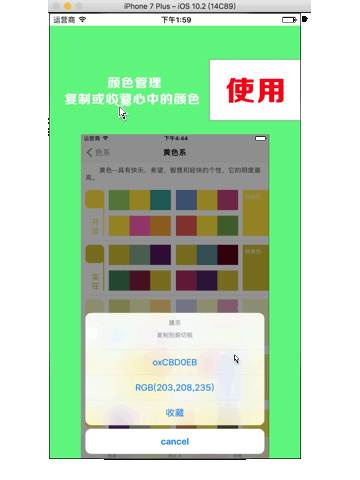 iPhone 7 Plus – iOS 10.2 (14C89)
运营商
下午1:59
颜色管理
复制或收藏心中的颜色
使用
运营商
下午4:44
色系
黄色系
黄色--具有快乐、希望、智慧和轻快的个性，它的明度最
高。
开
放
实
在
提示
复制到剪切板
oxCBD0EB
RGB(203,208,235)
收藏
cancel